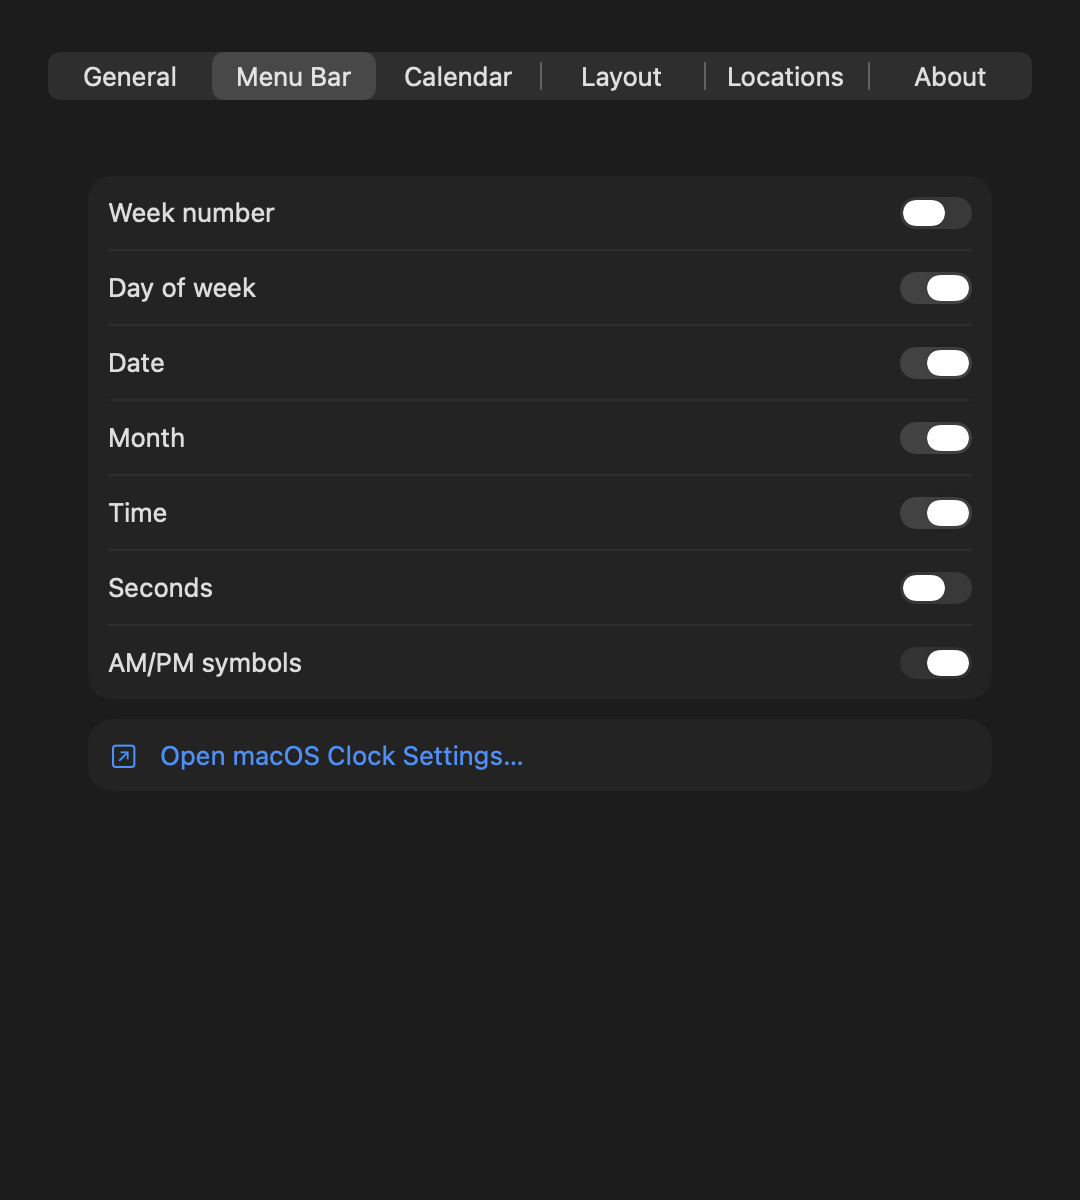 General Menu Bar Calendar Layout Locations About
Week number
Day of week
Date
Month
Time
Seconds
AM/PM symbols
Open macOS Clock Settings...